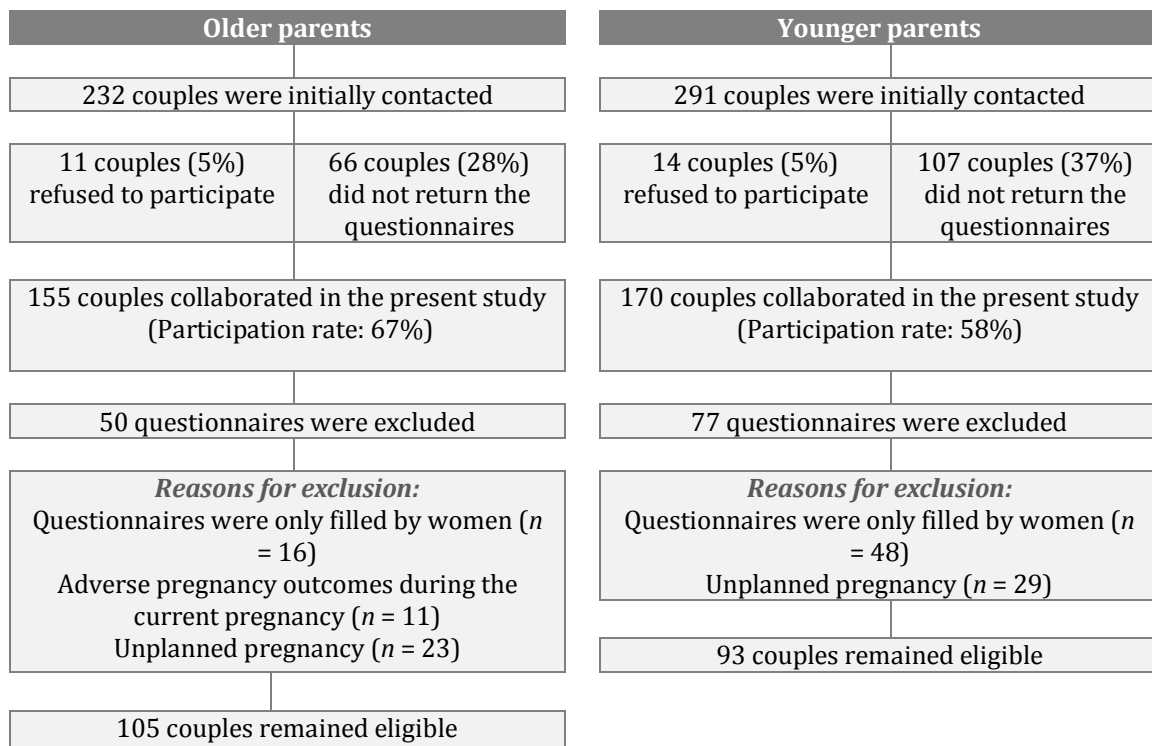 Older parents
232 couples were initially contacted
11 couples (5%)
refused to participate
66 couples (28%)
did not return the
questionnaires
155 couples collaborated in the present study
(Participation rate: 67%)
50 questionnaires were excluded
Reasons for exclusion:
Questionnaires were only filled by women (n
= 16)
Adverse pregnancy outcomes during the
current pregnancy (n = 11)
Unplanned pregnancy (n = 23)
105 couples remained eligible
Younger parents
291 couples were initially contacted
14 couples (5%)
refused to participate
107 couples (37%)
did not return the
questionnaires
170 couples collaborated in the present study
(Participation rate: 58%)
77 questionnaires were excluded
Reasons for exclusion:
Questionnaires were only filled by women (n
= 48)
Unplanned pregnancy (n = 29)
93 couples remained eligible